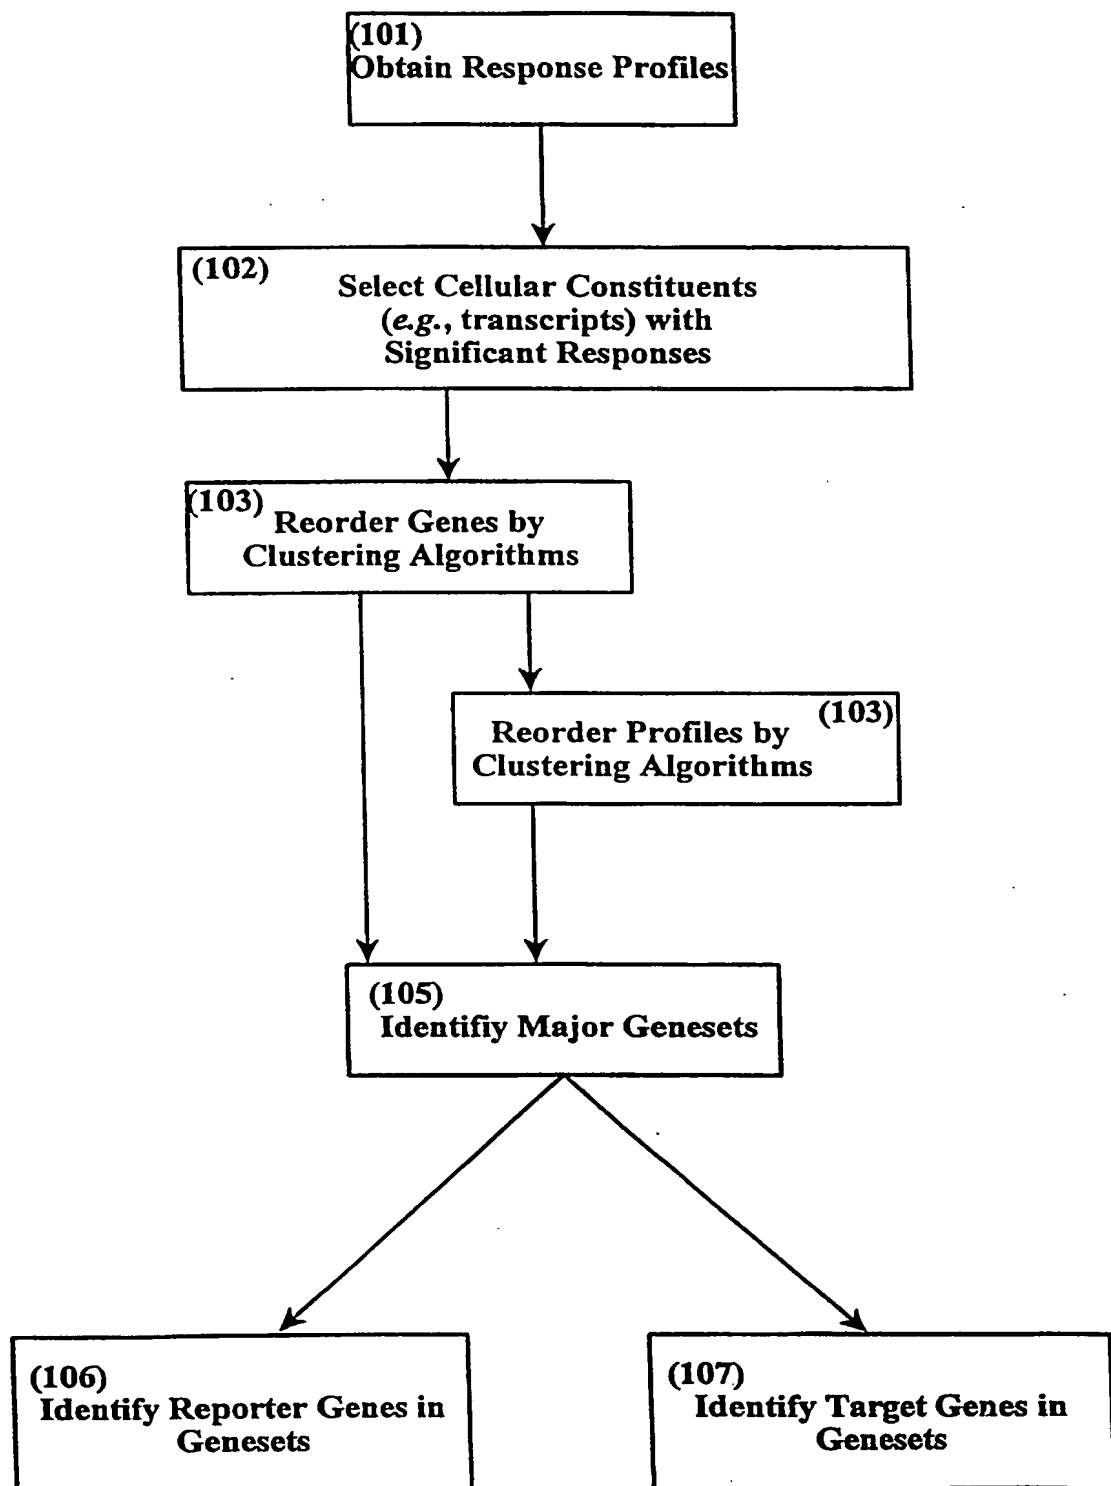 (101)
Obtain Response Profiles
(102)
Select Cellular Constituents
(e.g., transcripts) with
Significant Responses
(103)
Reorder Genes by
Clustering Algorithms
(103)
Reorder Profiles by
Clustering Algorithms
(105)
Identifiy Major Genesets
(106)
Identify Reporter Genes in
Genesets
(107)
Identify Target Genes in
Genesets